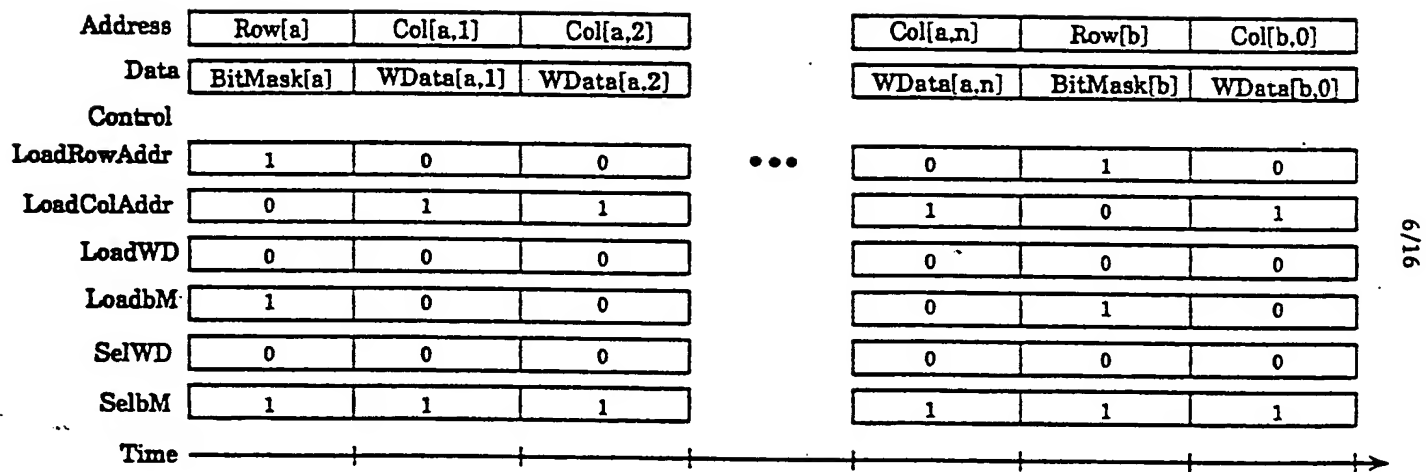 Address Row[a] Col[a,1] Col[a,2] Col[a,n] Row[b] Col[b,0]
Data BitMask[a] WData[a,1] WData[a,2] WData[a,n] BitMask[b] WData[b,0]
Control
LoadRowAddr 1 0 0 ••• 0 1 0
LoadColAddr 0 1 1 1 0 1
LoadWD 0 0 0 0 0 0
LoadbM 1 0 0 0 1 0
SelWD 0 0 0 0 0 0
SelbM 1 1 1 1 1 1
Time
6/16